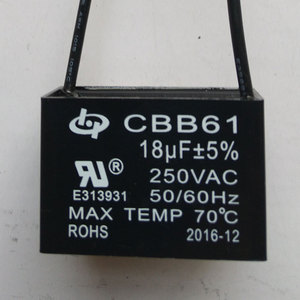 CBB61
18µF±5%
250VAC
E313931 50/60Hz
MAX TEMP 70℃
ROHS 2016-12